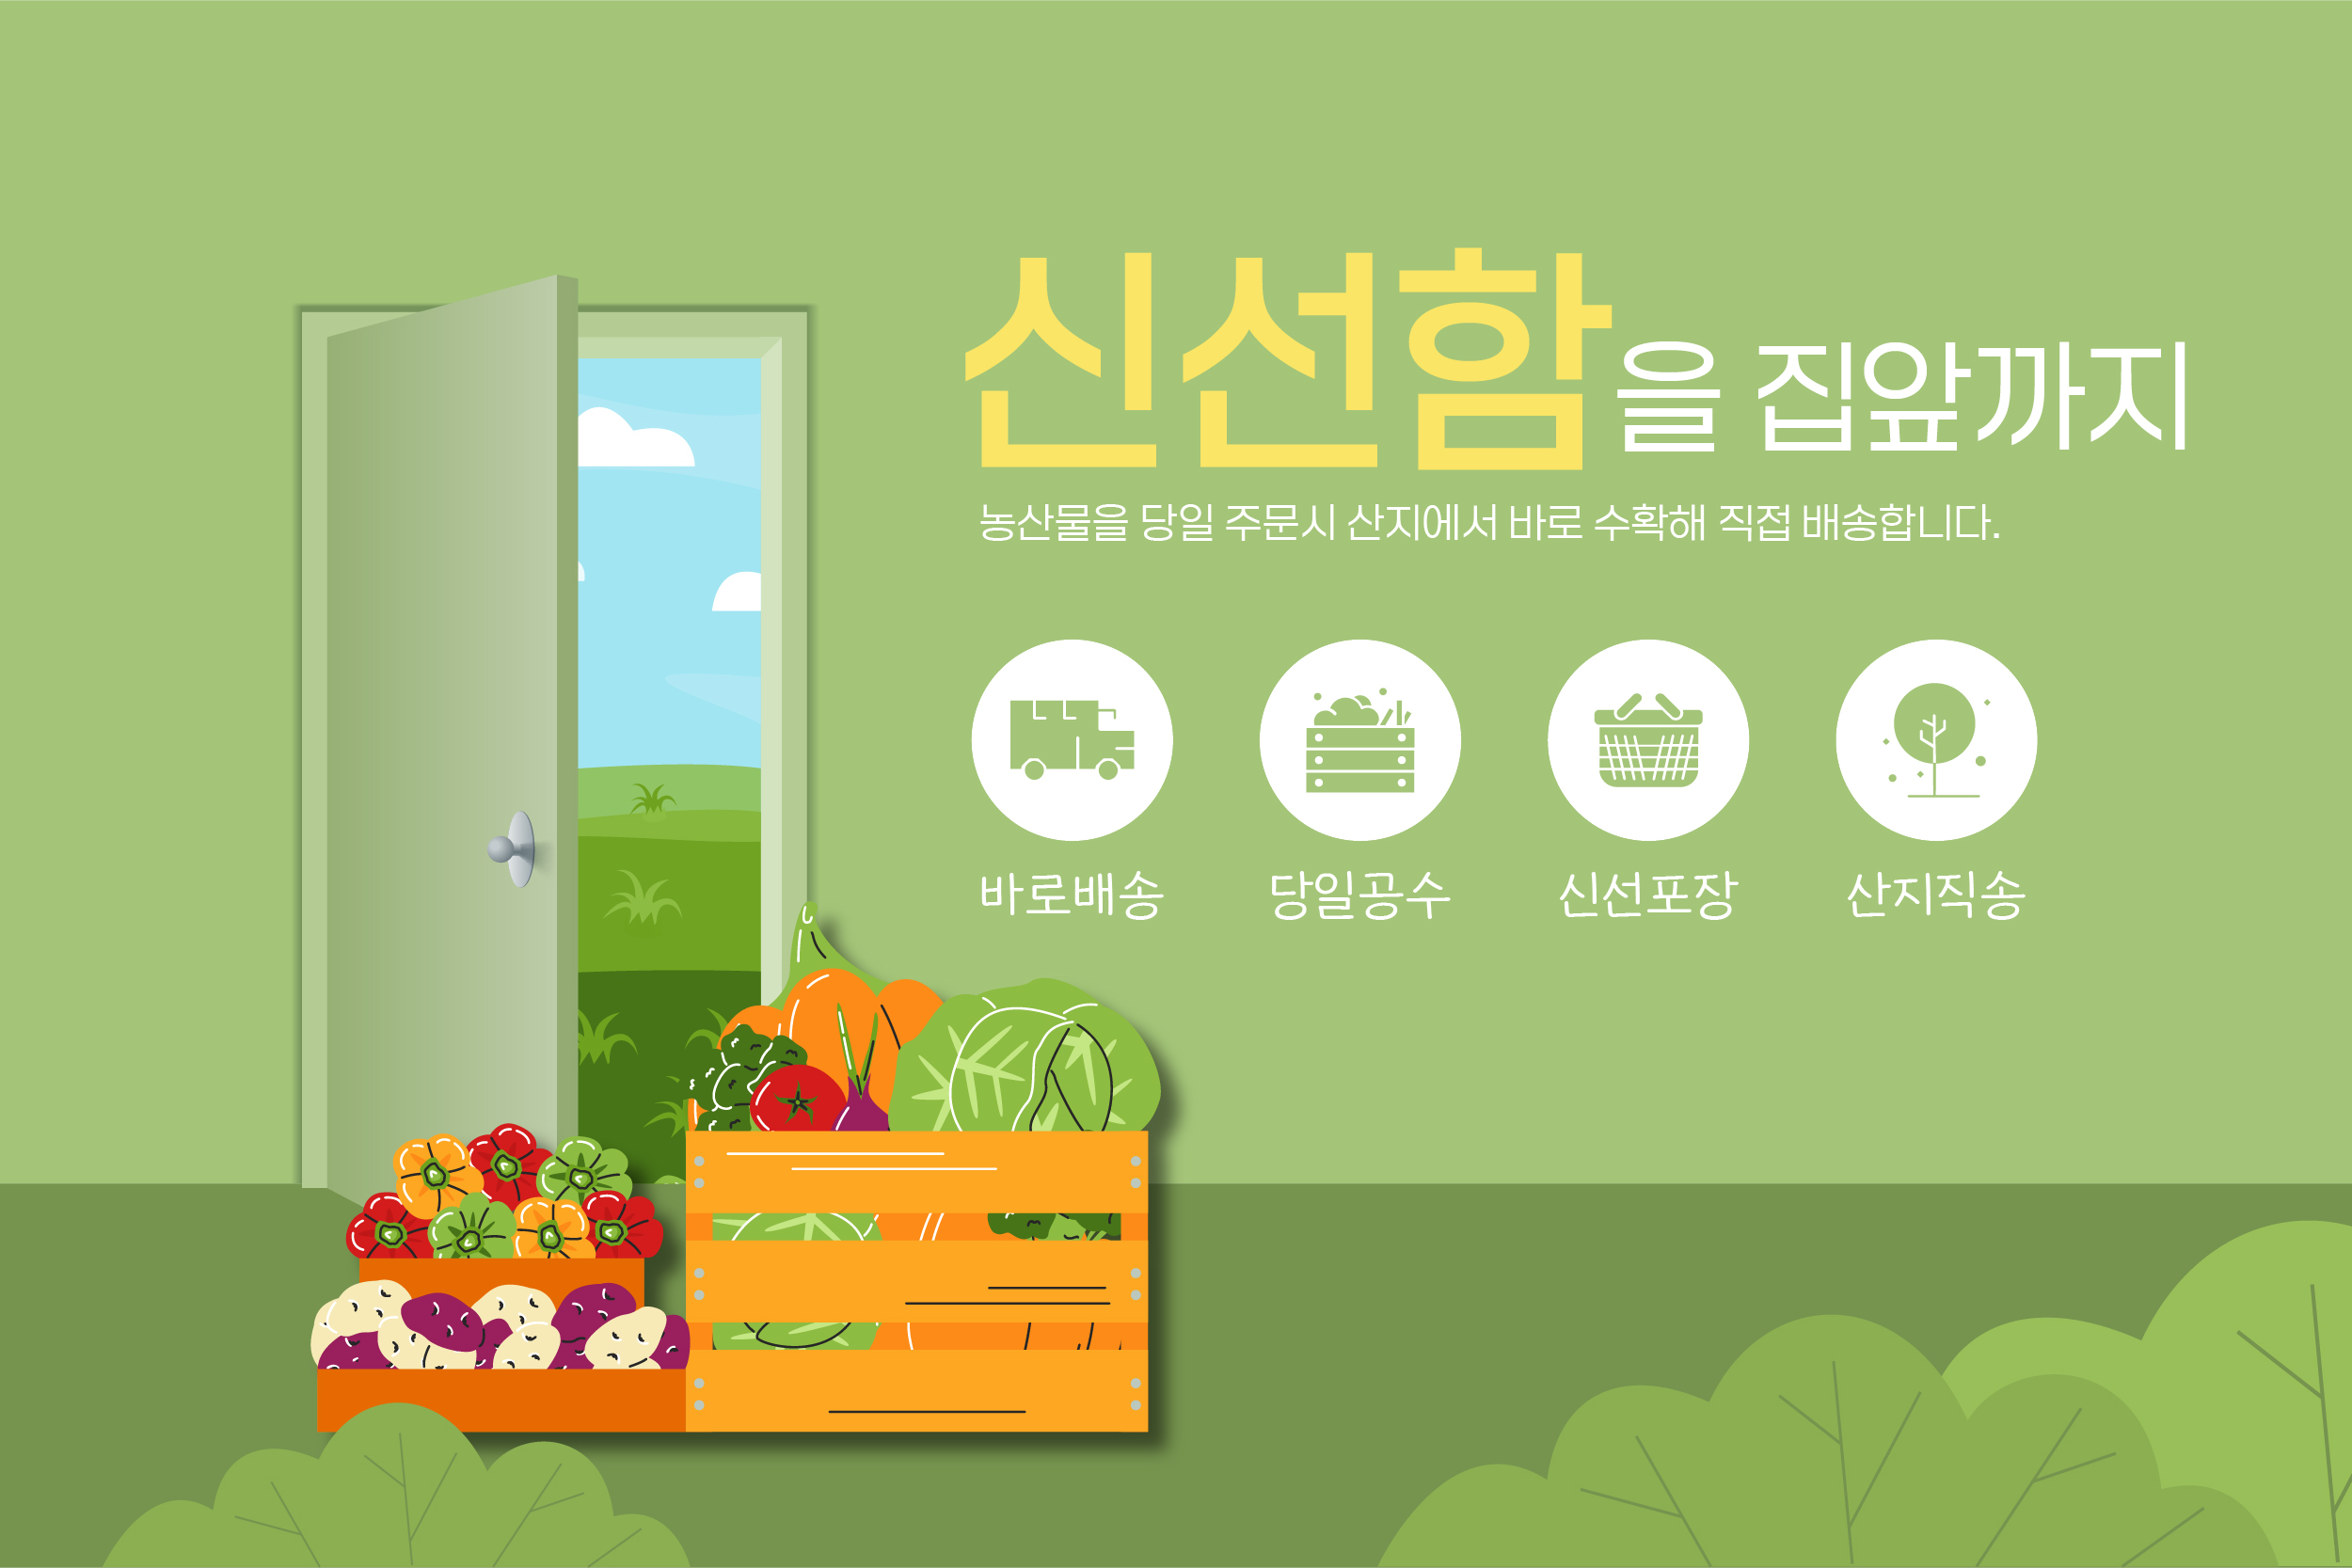 신선함을 집앞까지
농산물을 당일 주문시 산지에서 바로 수확해 직접 배송합니다.
바로배송 당일공수 신선포장 산지직송